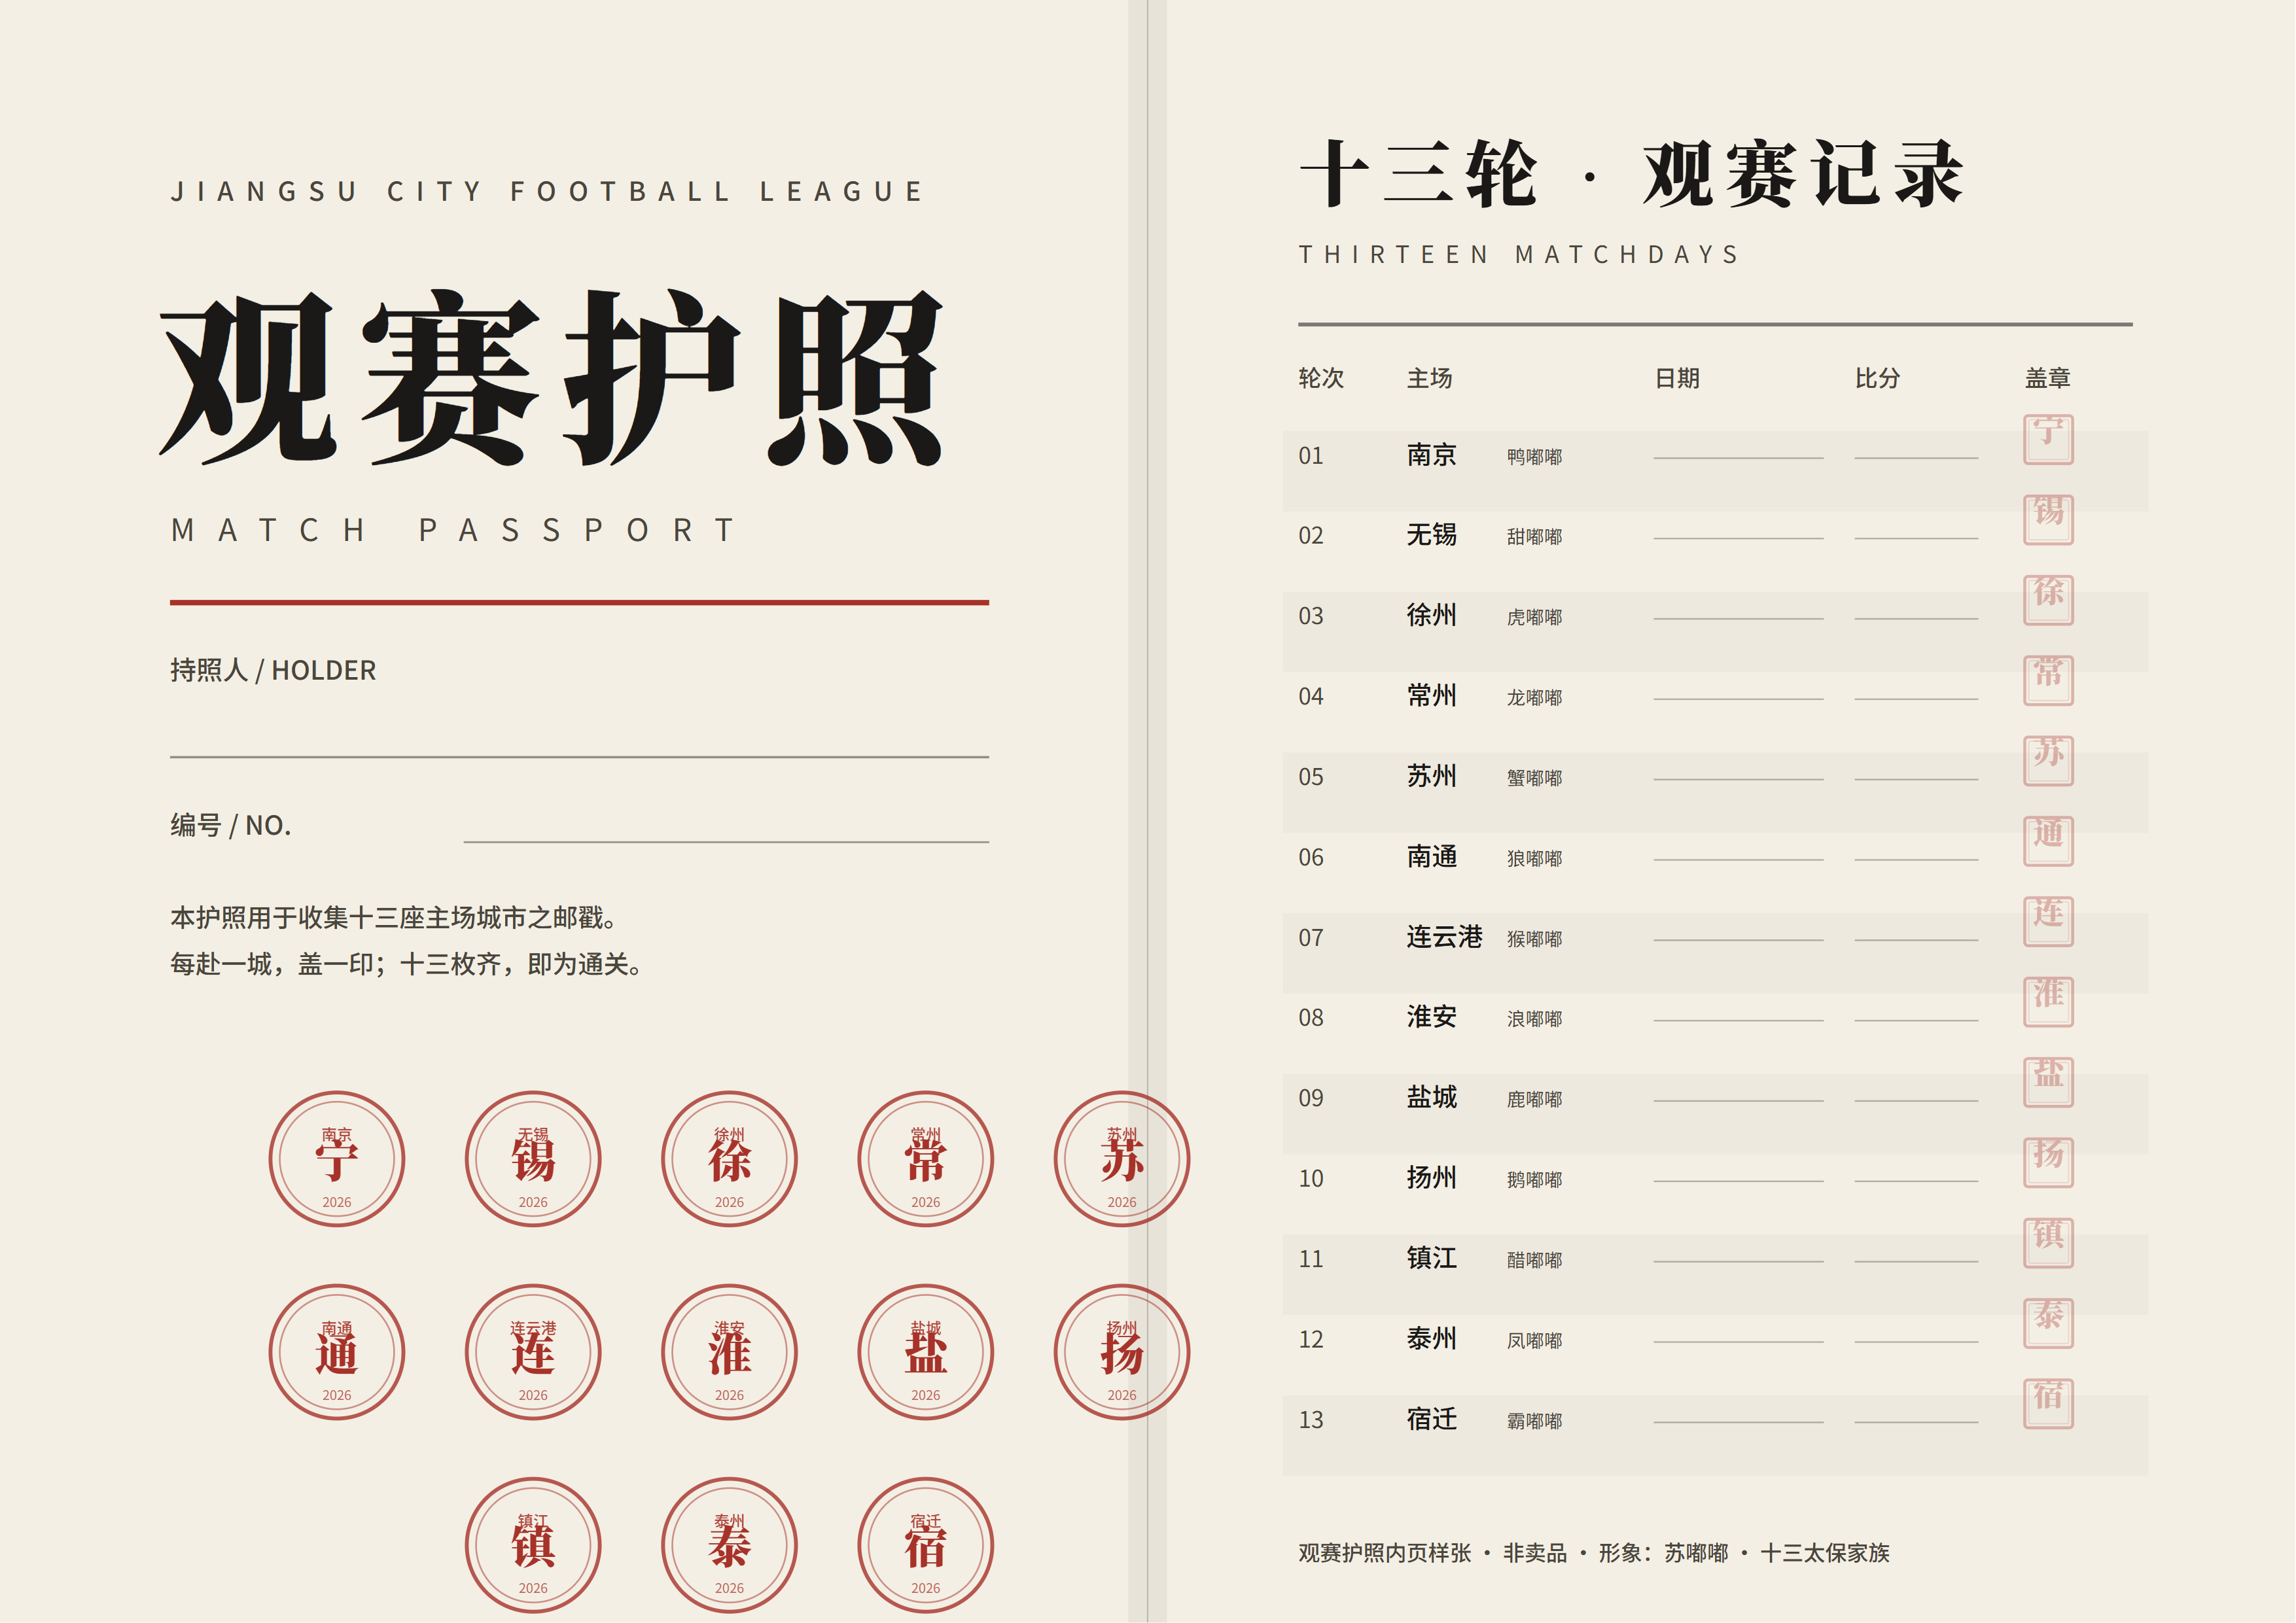 JIANGSU CITY FOOTBALL LEAGUE
观赛护照
MATCH PASSPORT
持照人 / HOLDER
编号 / NO.
本护照用于收集十三座主场城市之邮戳。
每赴一城，盖一印；十三枚齐，即为通关。
南京 宁 2026
无锡 锡 2026
徐州 徐 2026
常州 常 2026
苏州 苏 2026
南通 通 2026
连云港 连 2026
淮安 淮 2026
盐城 盐 2026
扬州 扬 2026
镇江 镇 2026
泰州 泰 2026
宿迁 宿 2026
十三轮 · 观赛记录
THIRTEEN MATCHDAYS
轮次 主场 日期 比分 盖章
01 南京 鸭嘟嘟 宁
02 无锡 甜嘟嘟 锡
03 徐州 虎嘟嘟 徐
04 常州 龙嘟嘟 常
05 苏州 蟹嘟嘟 苏
06 南通 狼嘟嘟 通
07 连云港 猴嘟嘟 连
08 淮安 浪嘟嘟 淮
09 盐城 鹿嘟嘟 盐
10 扬州 鹅嘟嘟 扬
11 镇江 醋嘟嘟 镇
12 泰州 凤嘟嘟 泰
13 宿迁 霸嘟嘟 宿
观赛护照内页样张 · 非卖品 · 形象：苏嘟嘟 · 十三太保家族